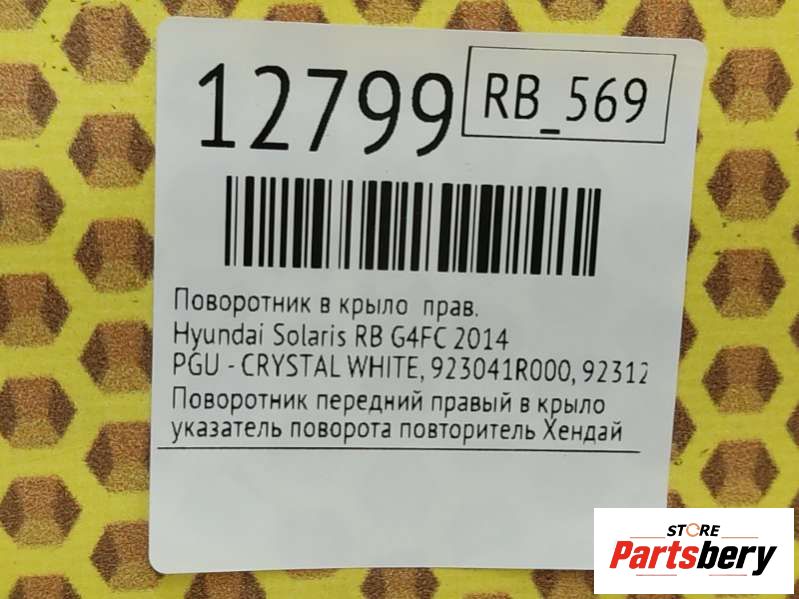 12799
RB_569
Поворотник в крыло прав.
Hyundai Solaris RB G4FC 2014
PGU - CRYSTAL WHITE, 923041R000, 92312
Поворотник передний правый в крыло
указатель поворота повторитель Хендай
STORE
Partsbery